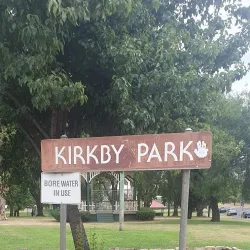 KIRKBY PARK
BORE WATER
IN USE